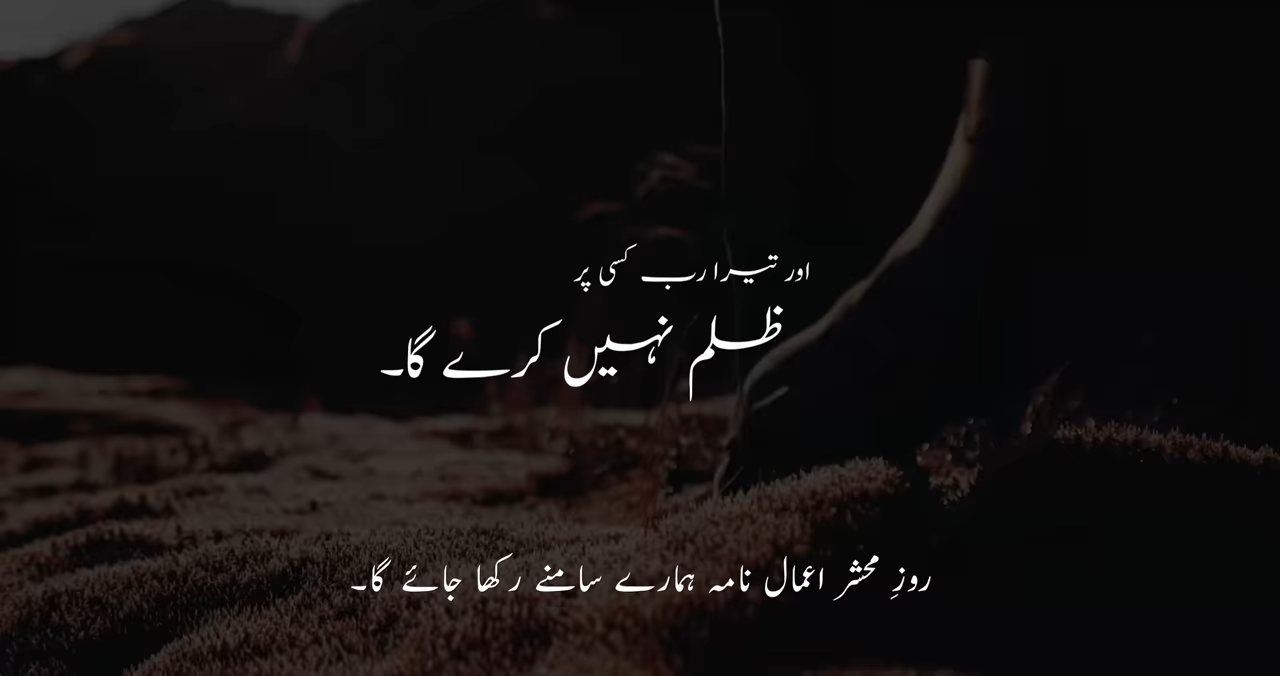 اور تیرا رب کسی پر
ظلم نہیں کرے گا۔
روزِ محشر اعمال نامہ ہمارے سامنے رکھا جائے گا۔